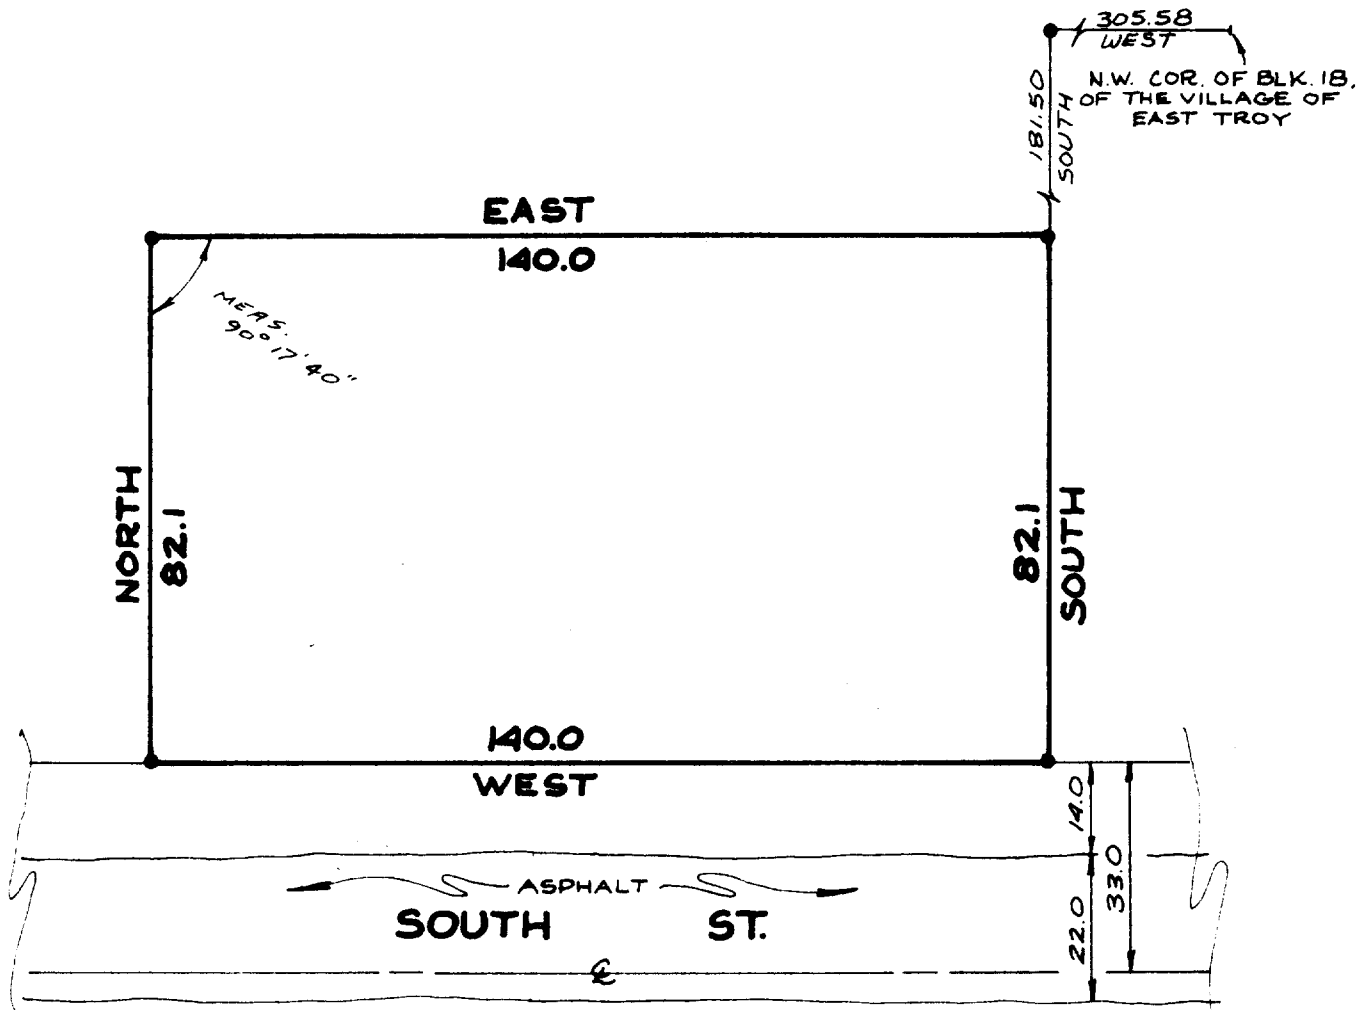 305.58
WEST
N.W. COR. OF BLK. 18,
OF THE VILLAGE OF
EAST TROY
181.50
SOUTH
EAST
140.0
MEAS.
90° 17' 40"
NORTH
82.1
82.1
SOUTH
140.0
WEST
14.0
33.0
22.0
ASPHALT
SOUTH ST.
℄